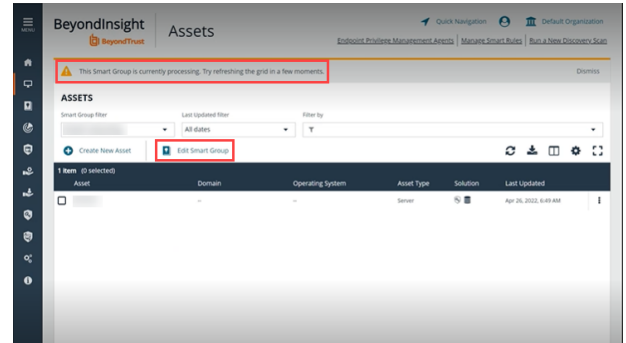 MENU
BeyondInsight
BeyondTrust
Assets
Quick Navigation
Default Organization
Endpoint Privilege Management Agents
Manage Smart Rules
Run a New Discovery Scan
This Smart Group is currently processing. Try refreshing the grid in a few moments.
Dismiss
ASSETS
Smart Group filter
Last Updated filter
Filter by
All dates
Create New Asset
Edit Smart Group
1 item (0 selected)
Asset Domain Operating System Asset Type Solution Last Updated
-- -- Server Apr 26, 2022, 6:49 AM